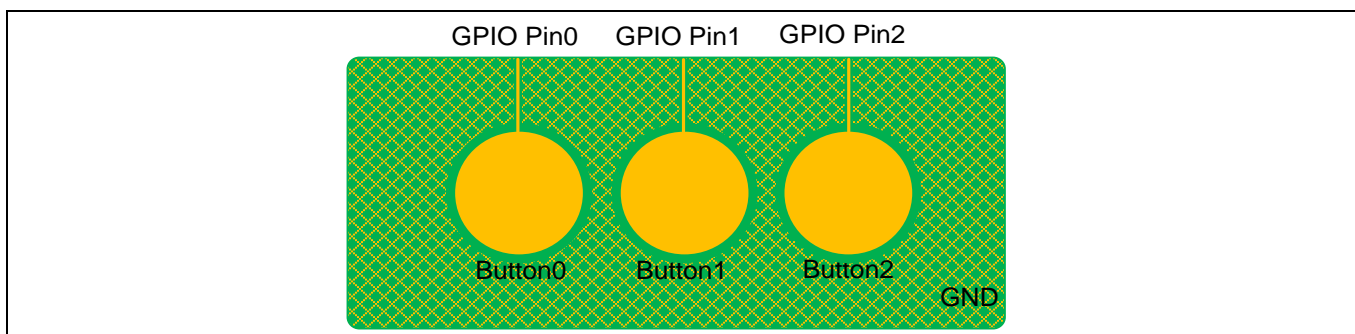 GPIO Pin0 GPIO Pin1 GPIO Pin2
Button0 Button1 Button2
GND